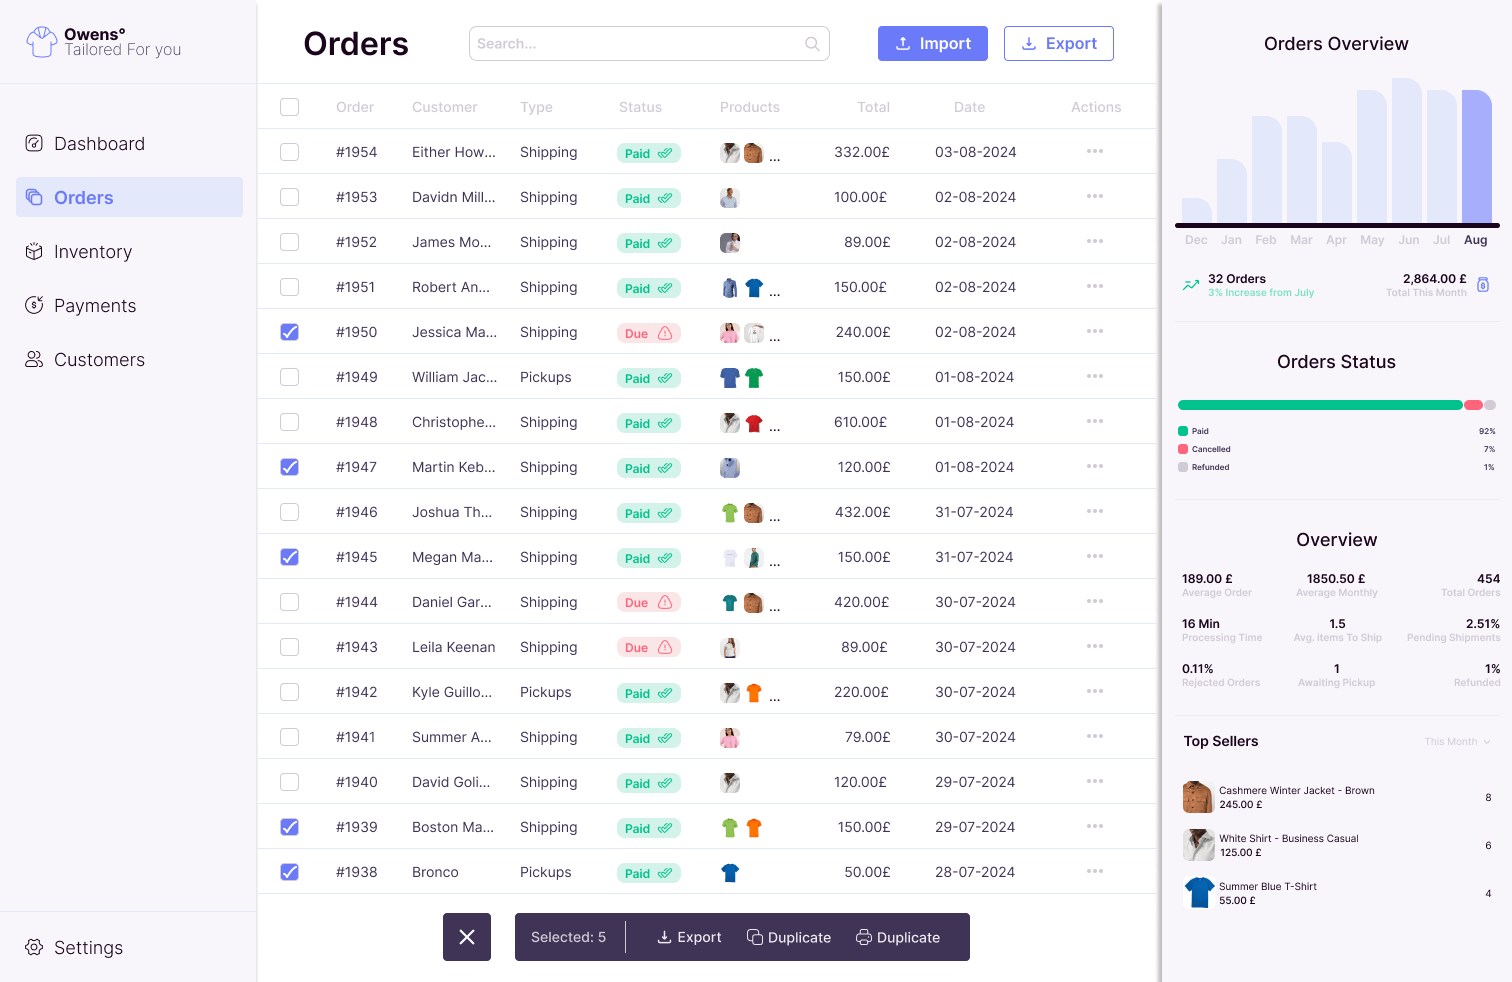 Owens°
Tailored For you
Dashboard
Orders
Inventory
Payments
Customers
Settings
Orders
Search...
Import
Export
Order Customer Type Status Products Total Date Actions
#1954 Either How... Shipping Paid ... 332.00£ 03-08-2024
#1953 Davidn Mill... Shipping Paid 100.00£ 02-08-2024
#1952 James Mo... Shipping Paid 89.00£ 02-08-2024
#1951 Robert An... Shipping Paid ... 150.00£ 02-08-2024
#1950 Jessica Ma... Shipping Due ... 240.00£ 02-08-2024
#1949 William Jac... Pickups Paid 150.00£ 01-08-2024
#1948 Christophe... Shipping Paid ... 610.00£ 01-08-2024
#1947 Martin Keb... Shipping Paid 120.00£ 01-08-2024
#1946 Joshua Th... Shipping Paid ... 432.00£ 31-07-2024
#1945 Megan Ma... Shipping Paid ... 150.00£ 31-07-2024
#1944 Daniel Gar... Shipping Due ... 420.00£ 30-07-2024
#1943 Leila Keenan Shipping Due 89.00£ 30-07-2024
#1942 Kyle Guillo... Pickups Paid ... 220.00£ 30-07-2024
#1941 Summer A... Shipping Paid 79.00£ 30-07-2024
#1940 David Goli... Shipping Paid 120.00£ 29-07-2024
#1939 Boston Ma... Shipping Paid 150.00£ 29-07-2024
#1938 Bronco Pickups Paid 50.00£ 28-07-2024
Selected: 5 Export Duplicate Duplicate
Orders Overview
Dec Jan Feb Mar Apr May Jun Jul Aug
32 Orders 2,864.00 £
3% Increase from July Total This Month
Orders Status
Paid 92%
Cancelled 7%
Refunded 1%
Overview
189.00 £ 1850.50 £ 454
Average Order Average Monthly Total Orders
16 Min 1.5 2.51%
Processing Time Avg. items To Ship Pending Shipments
0.11% 1 1%
Rejected Orders Awaiting Pickup Refunded
Top Sellers This Month
Cashmere Winter Jacket - Brown 8
245.00 £
White Shirt - Business Casual 6
125.00 £
Summer Blue T-Shirt 4
55.00 £